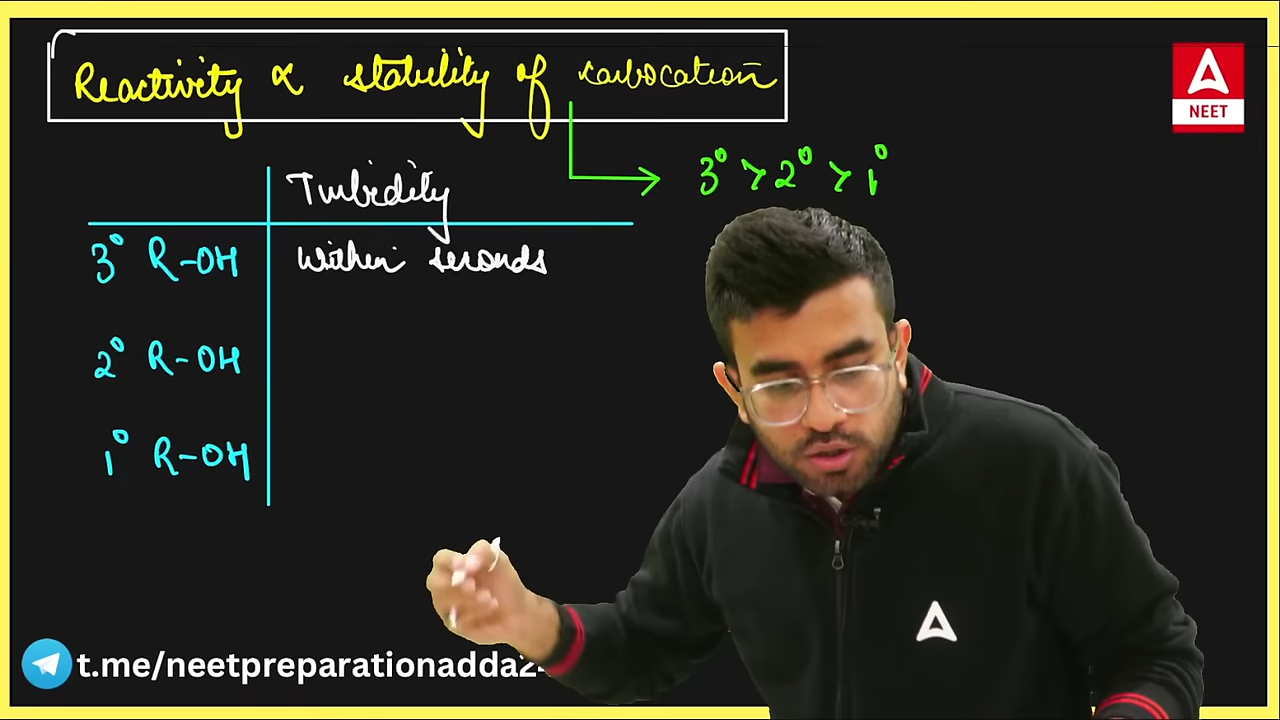 Reactivity ∝ stability of carbocation
NEET
3° > 2° > 1°
Turbidity
3° R-OH within seconds
2° R-OH
1° R-OH
t.me/neetpreparationadda2